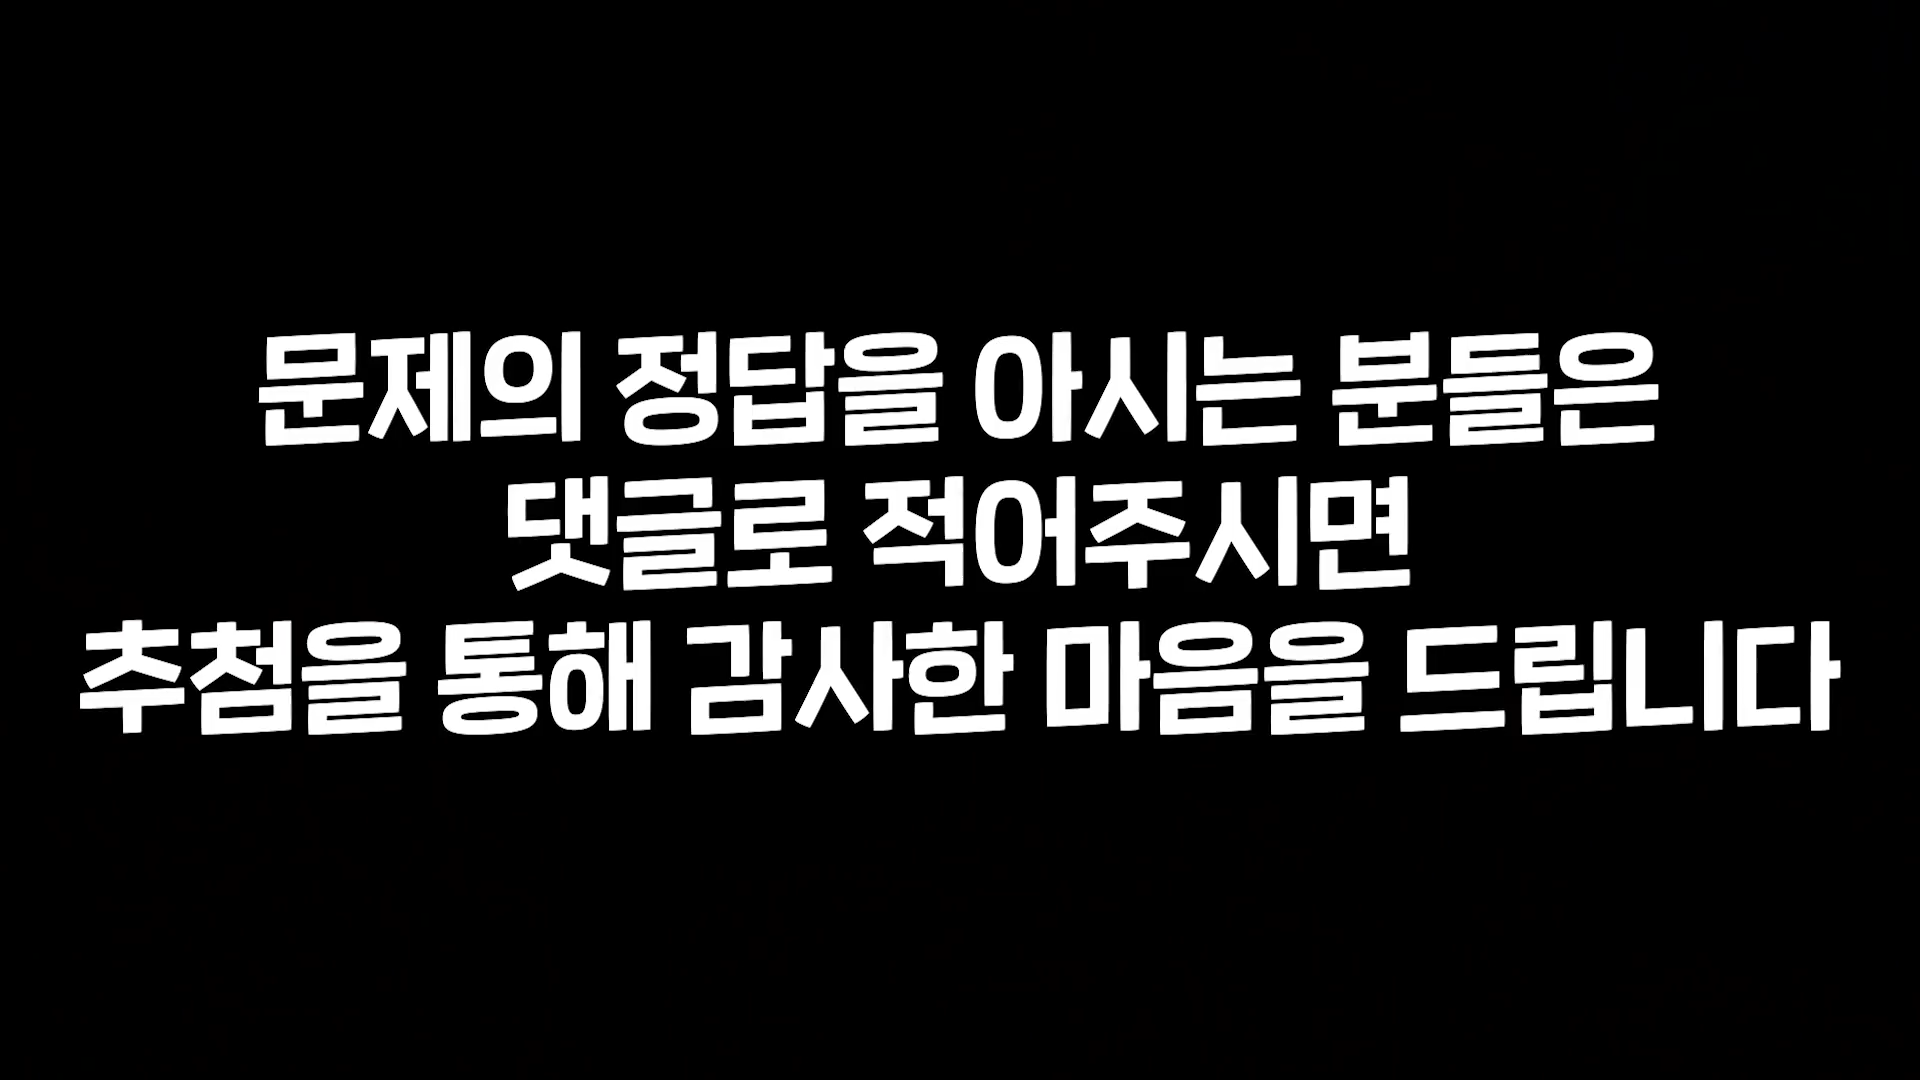 문제의 정답을 아시는 분들은
댓글로 적어주시면
추첨을 통해 감사한 마음을 드립니다